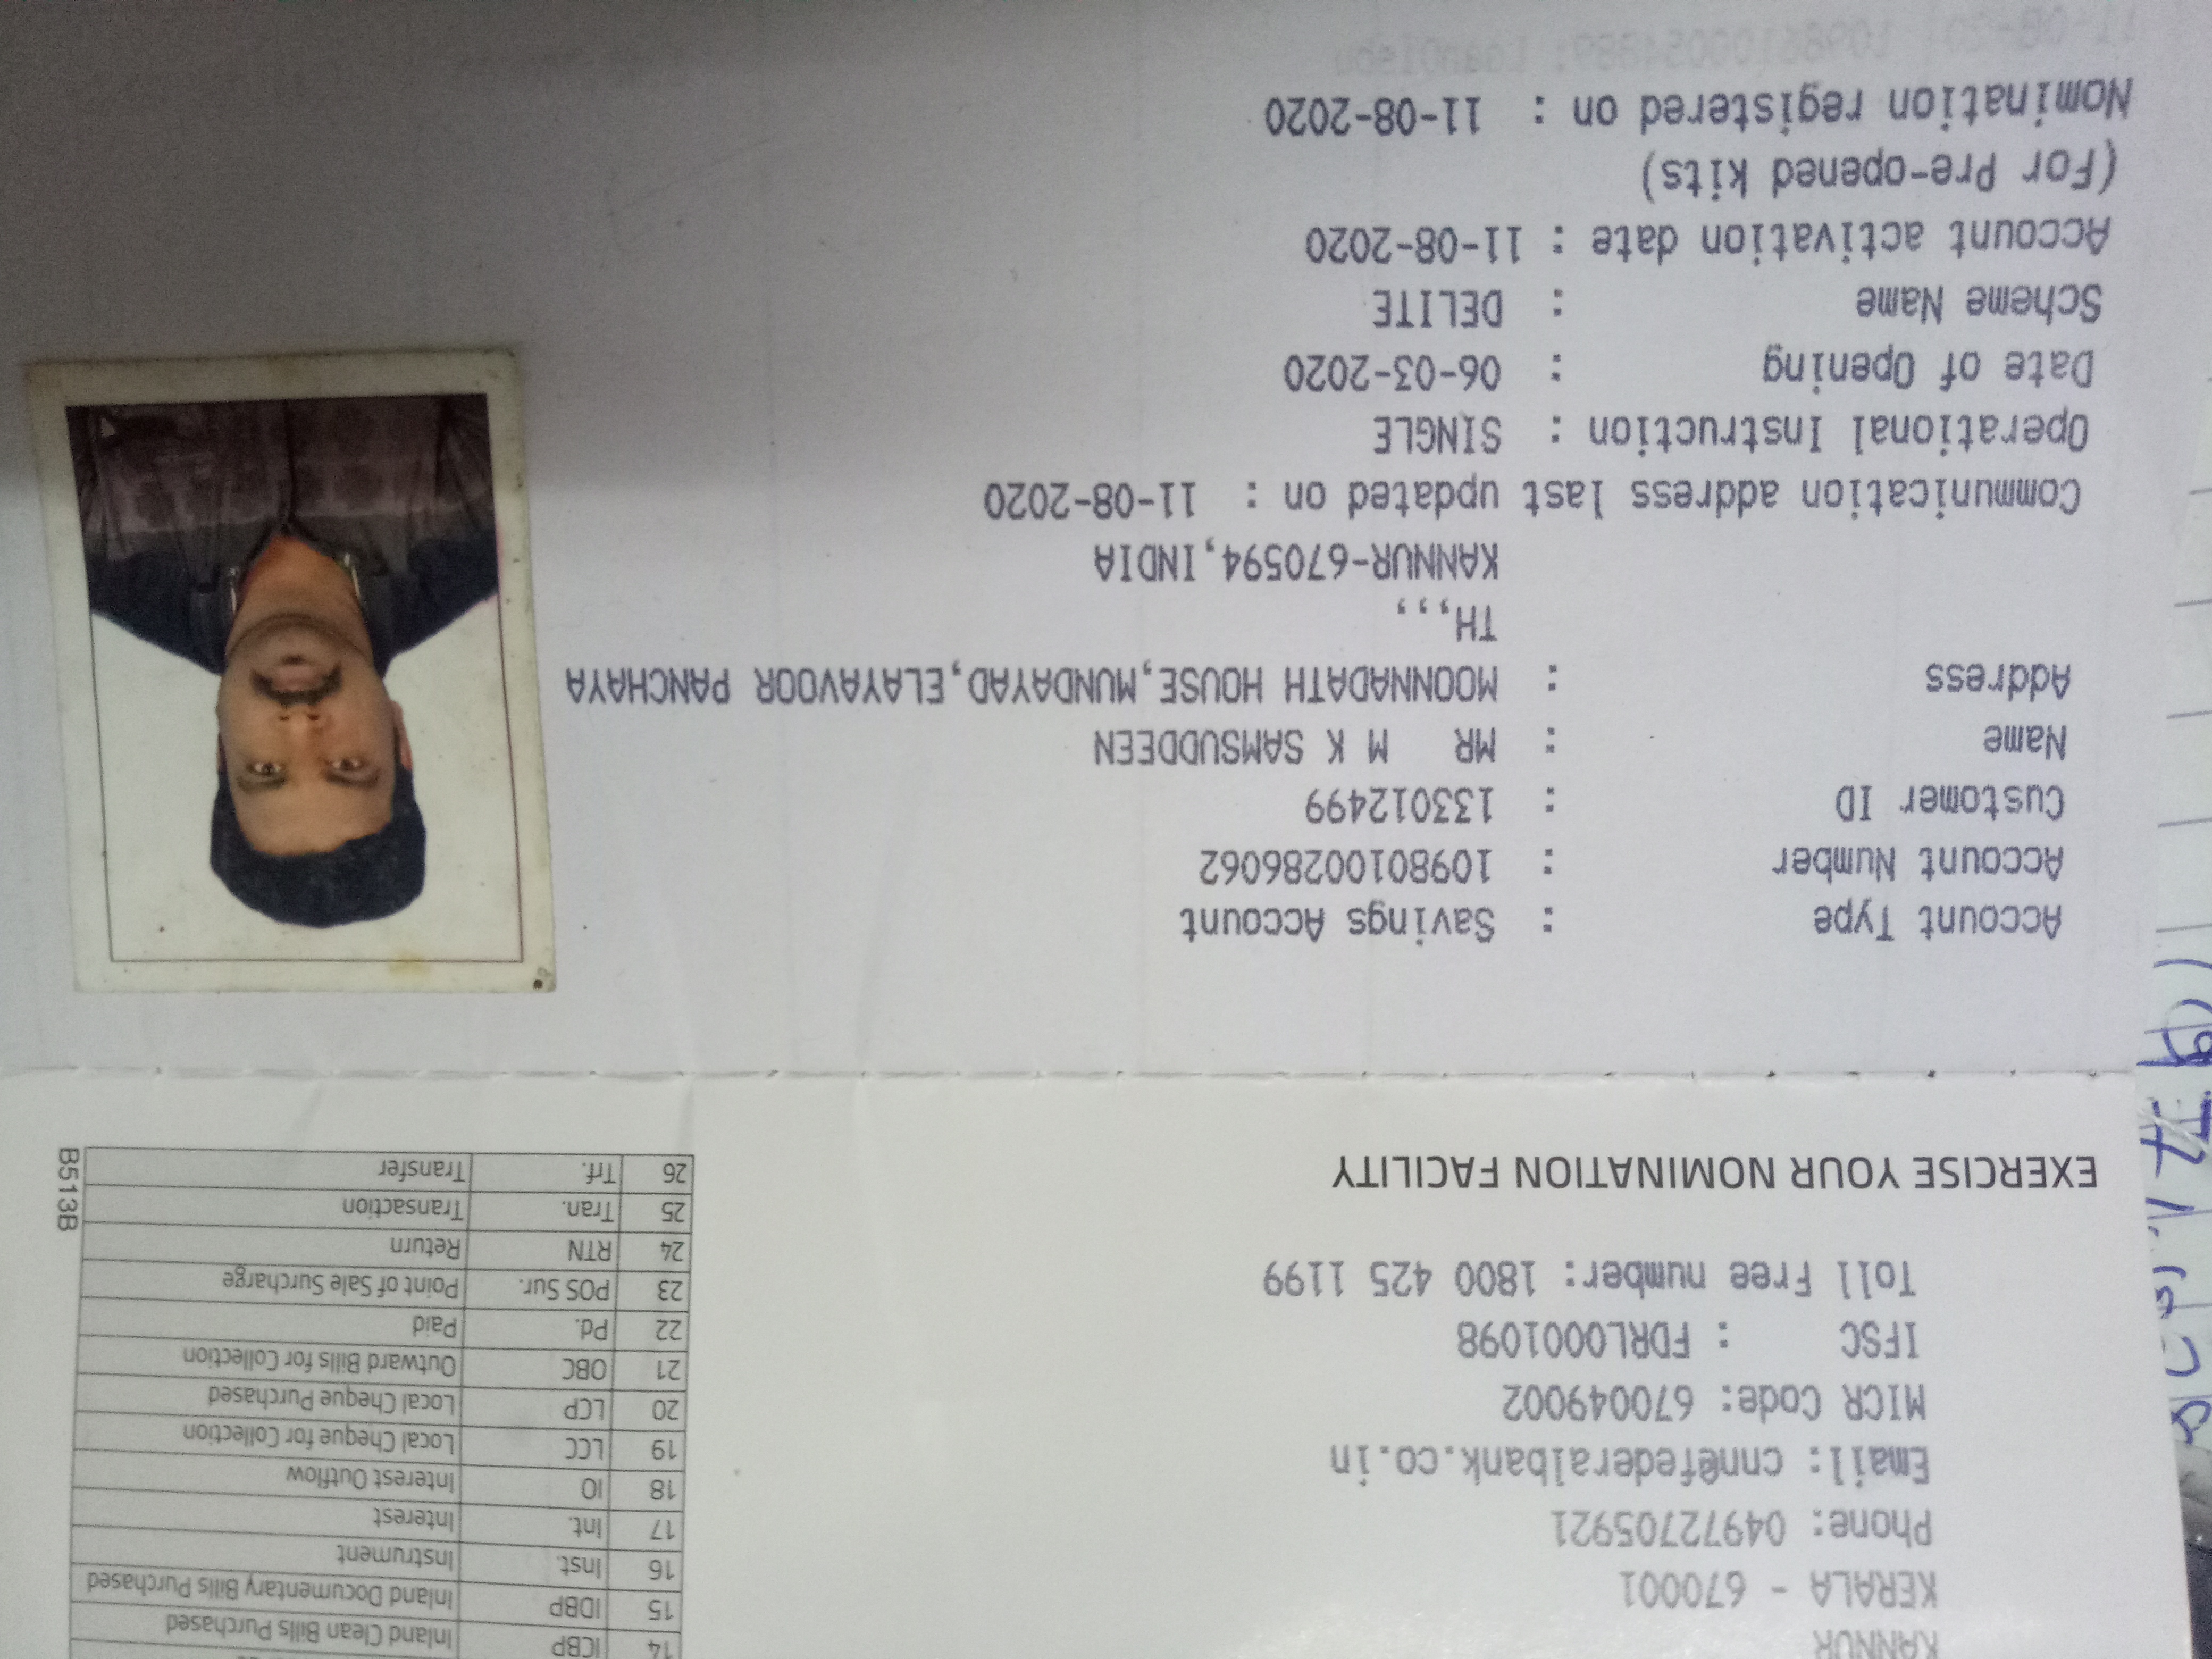 KANNUR
KERALA - 670001
Phone: 04972705921
Email: cnn@federalbank.co.in
MICR Code: 670049002
IFSC : FDRL0001098
Toll Free number: 1800 425 1199
EXERCISE YOUR NOMINATION FACILITY
14 ICBP Inland Clean Bills Purchased
15 IDBP Inland Documentary Bills Purchased
16 Inst. Instrument
17 Int. Interest
18 IO Interest Outflow
19 LCC Local Cheque for Collection
20 LCP Local Cheque Purchased
21 OBC Outward Bills for Collection
22 Pd. Paid
23 POS Sur. Point of Sale Surcharge
24 RTN Return
25 Tran. Transaction
26 Trf. Transfer
B513B
Account Type : Savings Account
Account Number : 10980100286062
Customer ID : 133012499
Name : MR M K SAMSUDDEEN
Address : MOONNADATH HOUSE,MUNDAYAD,ELAYAVOOR PANCHAYA
TH,,,
KANNUR-670594,INDIA
Communication address last updated on : 11-08-2020
Operational Instruction : SINGLE
Date of Opening : 06-03-2020
Scheme Name : DELITE
Account activation date : 11-08-2020
(For Pre-opened kits)
Nomination registered on : 11-08-2020